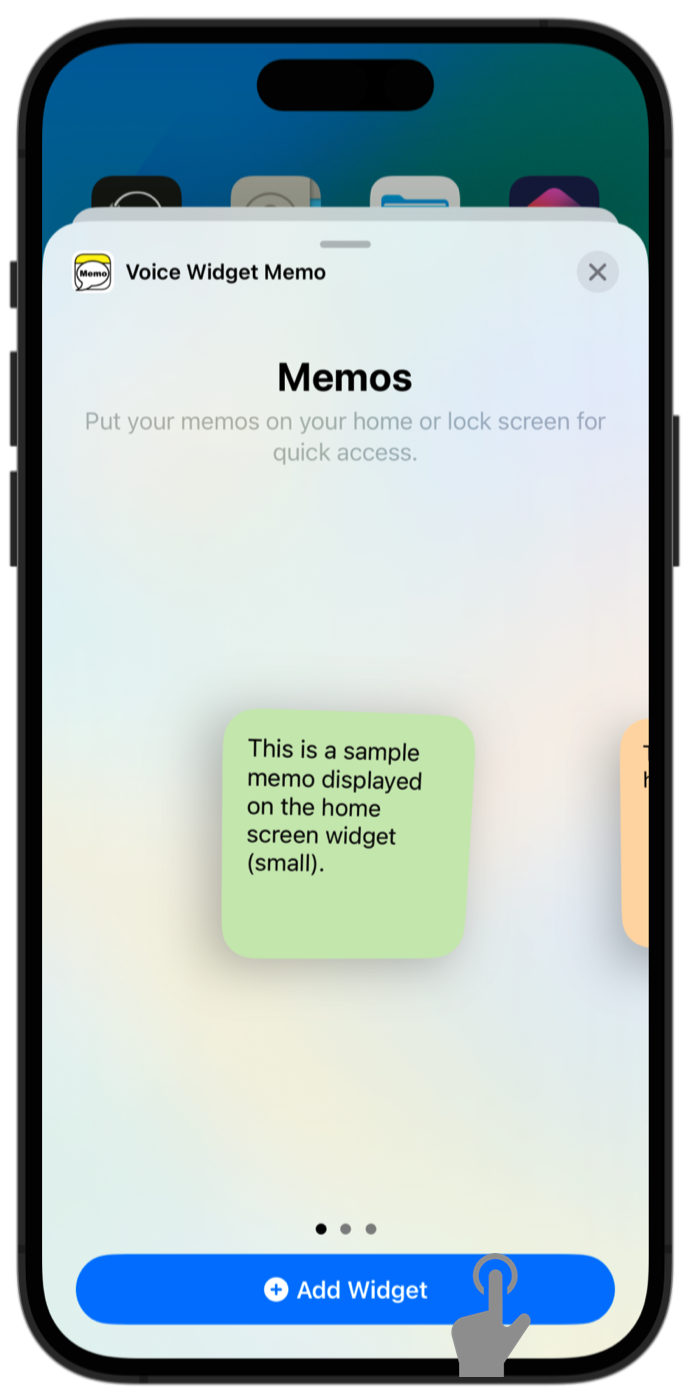 Memo
Voice Widget Memo
Memos
Put your memos on your home or lock screen for
quick access.
This is a sample
memo displayed
on the home
screen widget
(small).
Add Widget